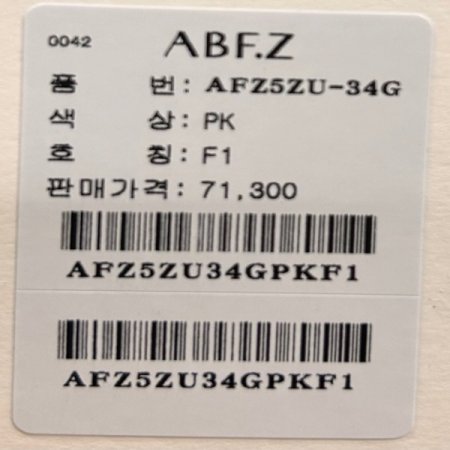 0042 ABF.Z
품 번: AFZ5ZU-34G
색 상: PK
호 칭: F1
판매가격: 71,300
AFZ5ZU34GPKF1
AFZ5ZU34GPKF1